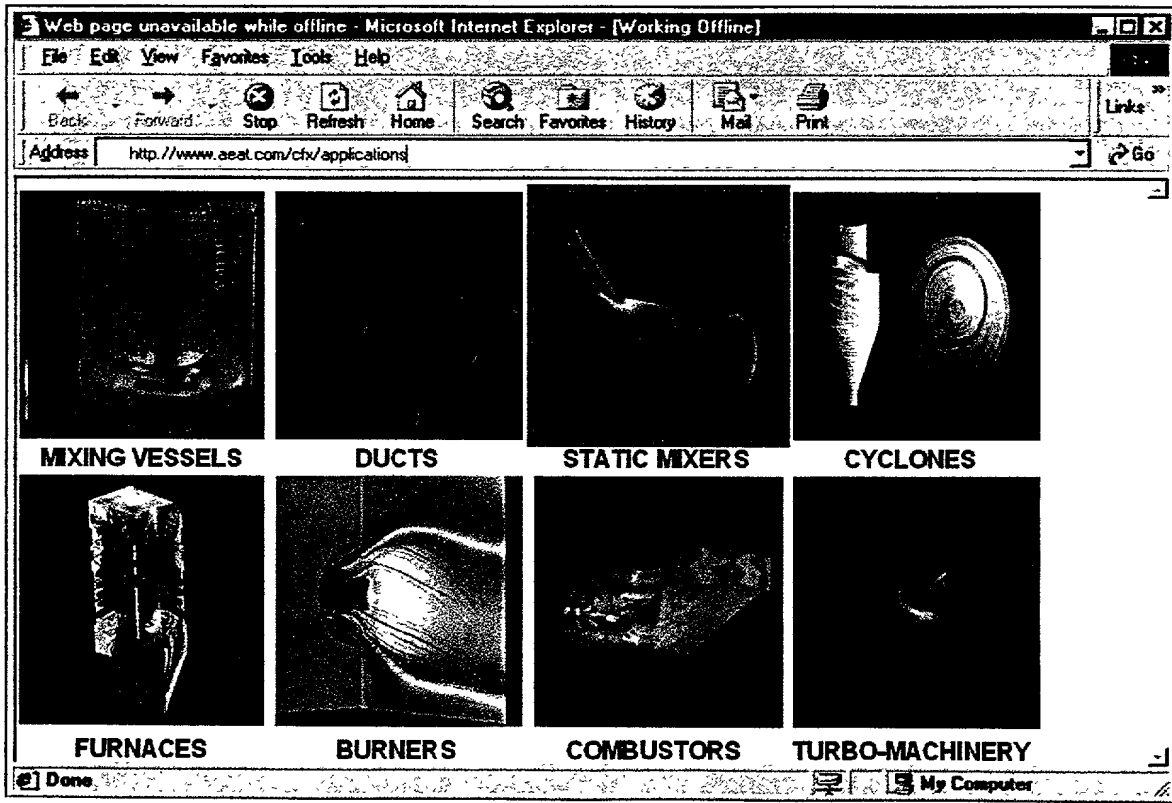 Web page unavailable while offline - Microsoft Internet Explorer - [Working Offline]
File Edit View Favorites Tools Help
Back Forward Stop Refresh Home Search Favorites History Mail Print Links »
Address http://www.aeat.com/cfx/applications Go
MIXING VESSELS DUCTS STATIC MIXERS CYCLONES
FURNACES BURNERS COMBUSTORS TURBO-MACHINERY
Done My Computer